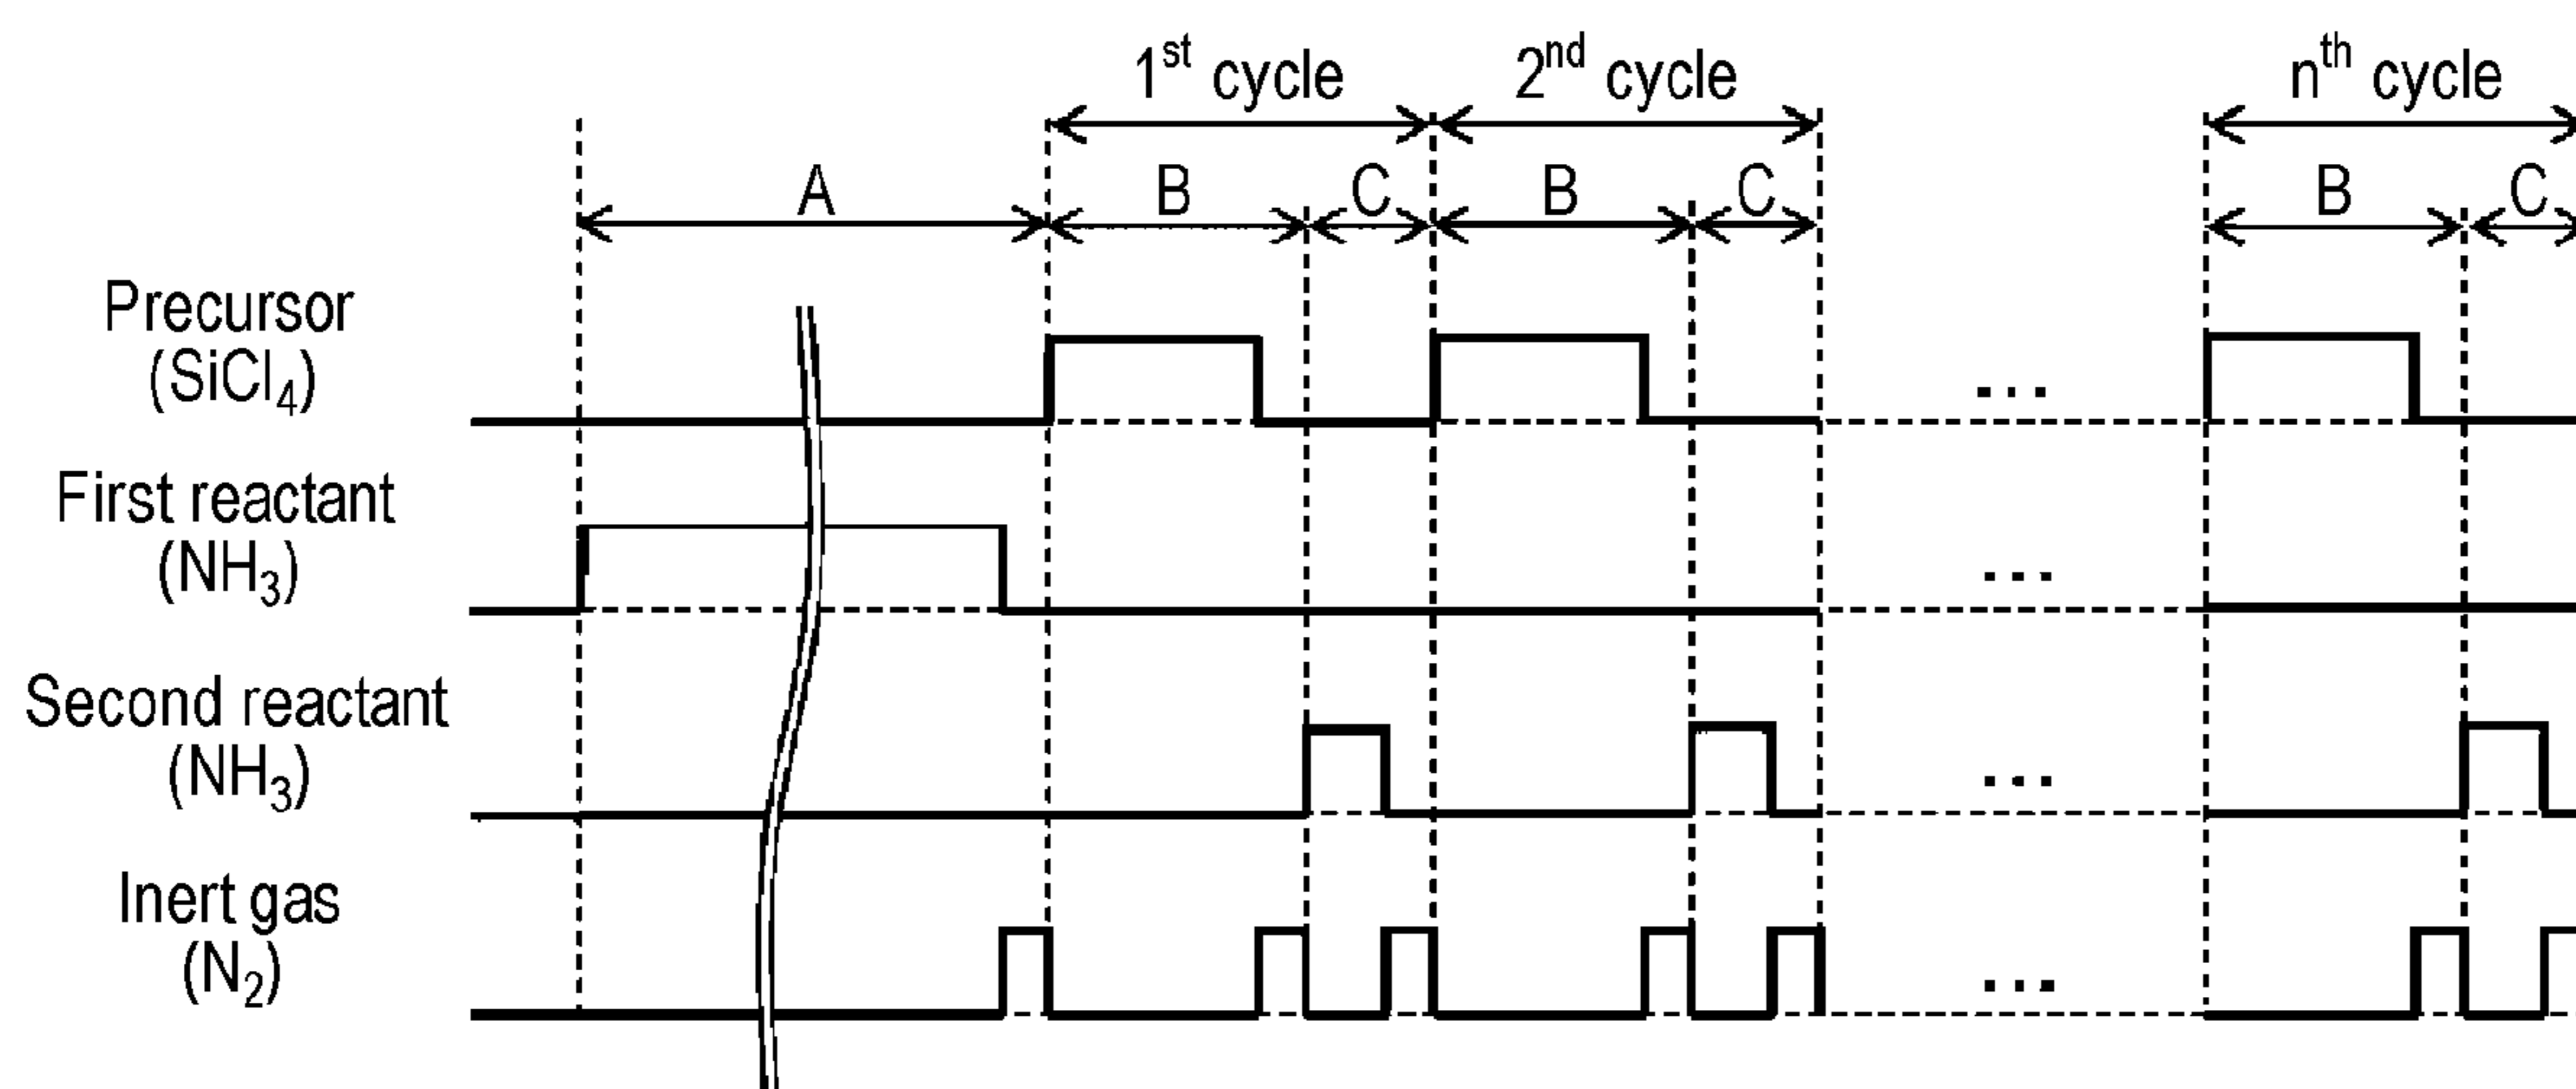 1st cycle 2nd cycle nth cycle
A B C B C B C
Precursor
(SiCl4)
...
First reactant
(NH3)
...
Second reactant
(NH3)
...
Inert gas
(N2)
...